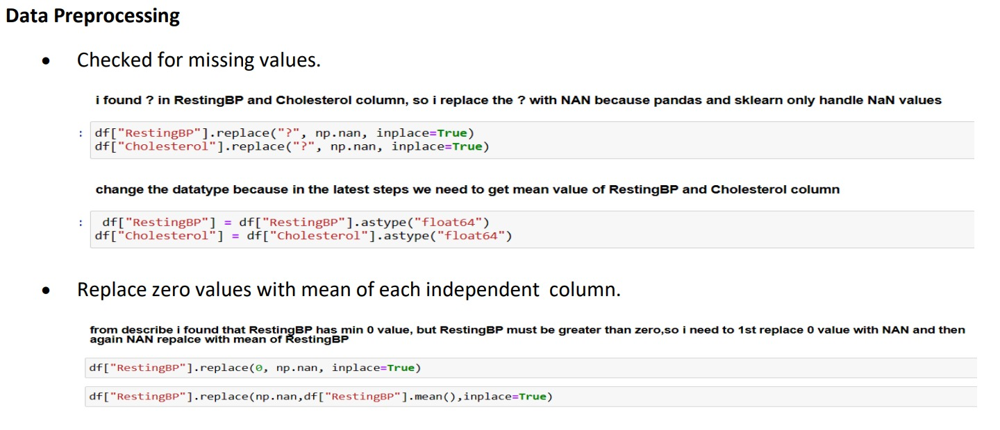 Data Preprocessing
• Checked for missing values.
i found ? in RestingBP and Cholesterol column, so i replace the ? with NAN because pandas and sklearn only handle NaN values
: df["RestingBP"].replace("?", np.nan, inplace=True)
df["Cholesterol"].replace("?", np.nan, inplace=True)
change the datatype because in the latest steps we need to get mean value of RestingBP and Cholesterol column
: df["RestingBP"] = df["RestingBP"].astype("float64")
df["Cholesterol"] = df["Cholesterol"].astype("float64")
• Replace zero values with mean of each independent column.
from describe i found that RestingBP has min 0 value, but RestingBP must be greater than zero,so i need to 1st replace 0 value with NAN and then
again NAN repalce with mean of RestingBP
df["RestingBP"].replace(0, np.nan, inplace=True)
df["RestingBP"].replace(np.nan,df["RestingBP"].mean(),inplace=True)